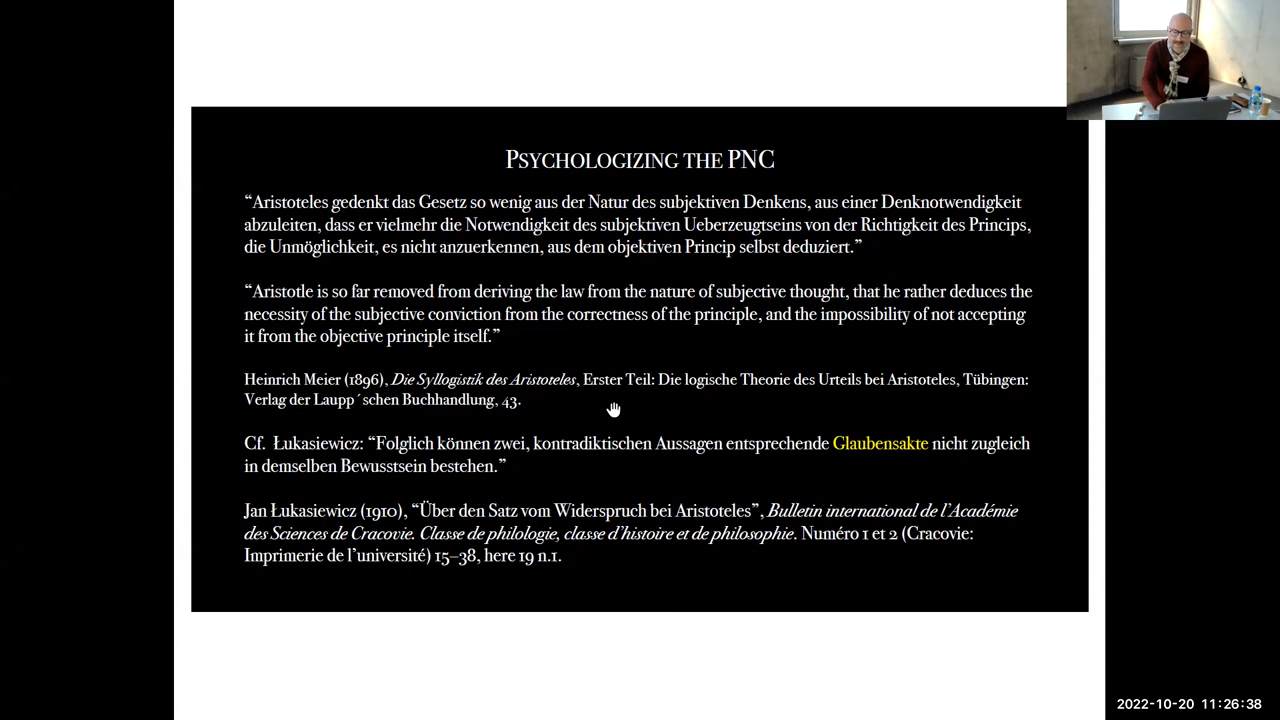 PSYCHOLOGIZING THE PNC
“Aristoteles gedenkt das Gesetz so wenig aus der Natur des subjektiven Denkens, aus einer Denknotwendigkeit
abzuleiten, dass er vielmehr die Notwendigkeit des subjektiven Ueberzeugtseins von der Richtigkeit des Princips,
die Unmöglichkeit, es nicht anzuerkennen, aus dem objektiven Princip selbst deduziert.”
“Aristotle is so far removed from deriving the law from the nature of subjective thought, that he rather deduces the
necessity of the subjective conviction from the correctness of the principle, and the impossibility of not accepting
it from the objective principle itself.”
Heinrich Meier (1896), Die Syllogistik des Aristoteles, Erster Teil: Die logische Theorie des Urteils bei Aristoteles, Tübingen:
Verlag der Laupp´schen Buchhandlung, 43.
Cf. Łukasiewicz: “Folglich können zwei, kontradiktischen Aussagen entsprechende Glaubensakte nicht zugleich
in demselben Bewusstsein bestehen.”
Jan Łukasiewicz (1910), “Über den Satz vom Widerspruch bei Aristoteles”, Bulletin international de l’Académie
des Sciences de Cracovie. Classe de philologie, classe d’histoire et de philosophie. Numéro 1 et 2 (Cracovie:
Imprimerie de l’université) 15–38, here 19 n.1.
2022-10-20 11:26:38